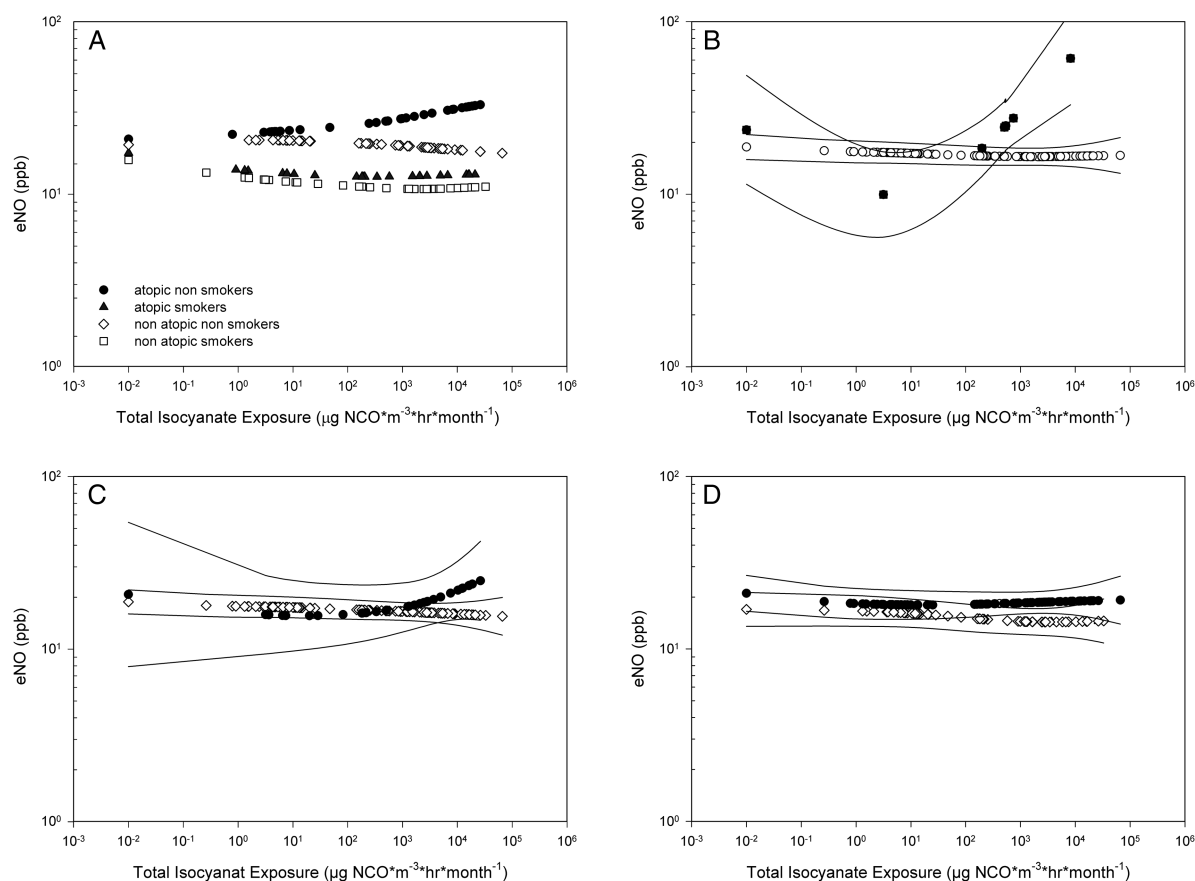 A
10²
10¹
10⁰
eNO (ppb)
atopic non smokers
atopic smokers
non atopic non smokers
non atopic smokers
10⁻³ 10⁻² 10⁻¹ 10⁰ 10¹ 10² 10³ 10⁴ 10⁵ 10⁶
Total Isocyanate Exposure (µg NCO*m⁻³*hr*month⁻¹)
B
10²
10¹
10⁰
eNO (ppb)
10⁻³ 10⁻² 10⁻¹ 10⁰ 10¹ 10² 10³ 10⁴ 10⁵ 10⁶
Total Isocyanate Exposure (µg NCO*m⁻³*hr*month⁻¹)
C
10²
10¹
10⁰
eNO (ppb)
10⁻³ 10⁻² 10⁻¹ 10⁰ 10¹ 10² 10³ 10⁴ 10⁵ 10⁶
Total Isocyanat Exposure (µg NCO*m⁻³*hr*month⁻¹)
D
10²
10¹
10⁰
eNO (ppb)
10⁻³ 10⁻² 10⁻¹ 10⁰ 10¹ 10² 10³ 10⁴ 10⁵ 10⁶
Total Isocyanat Exposure (µg NCO*m⁻³*hr*month⁻¹)